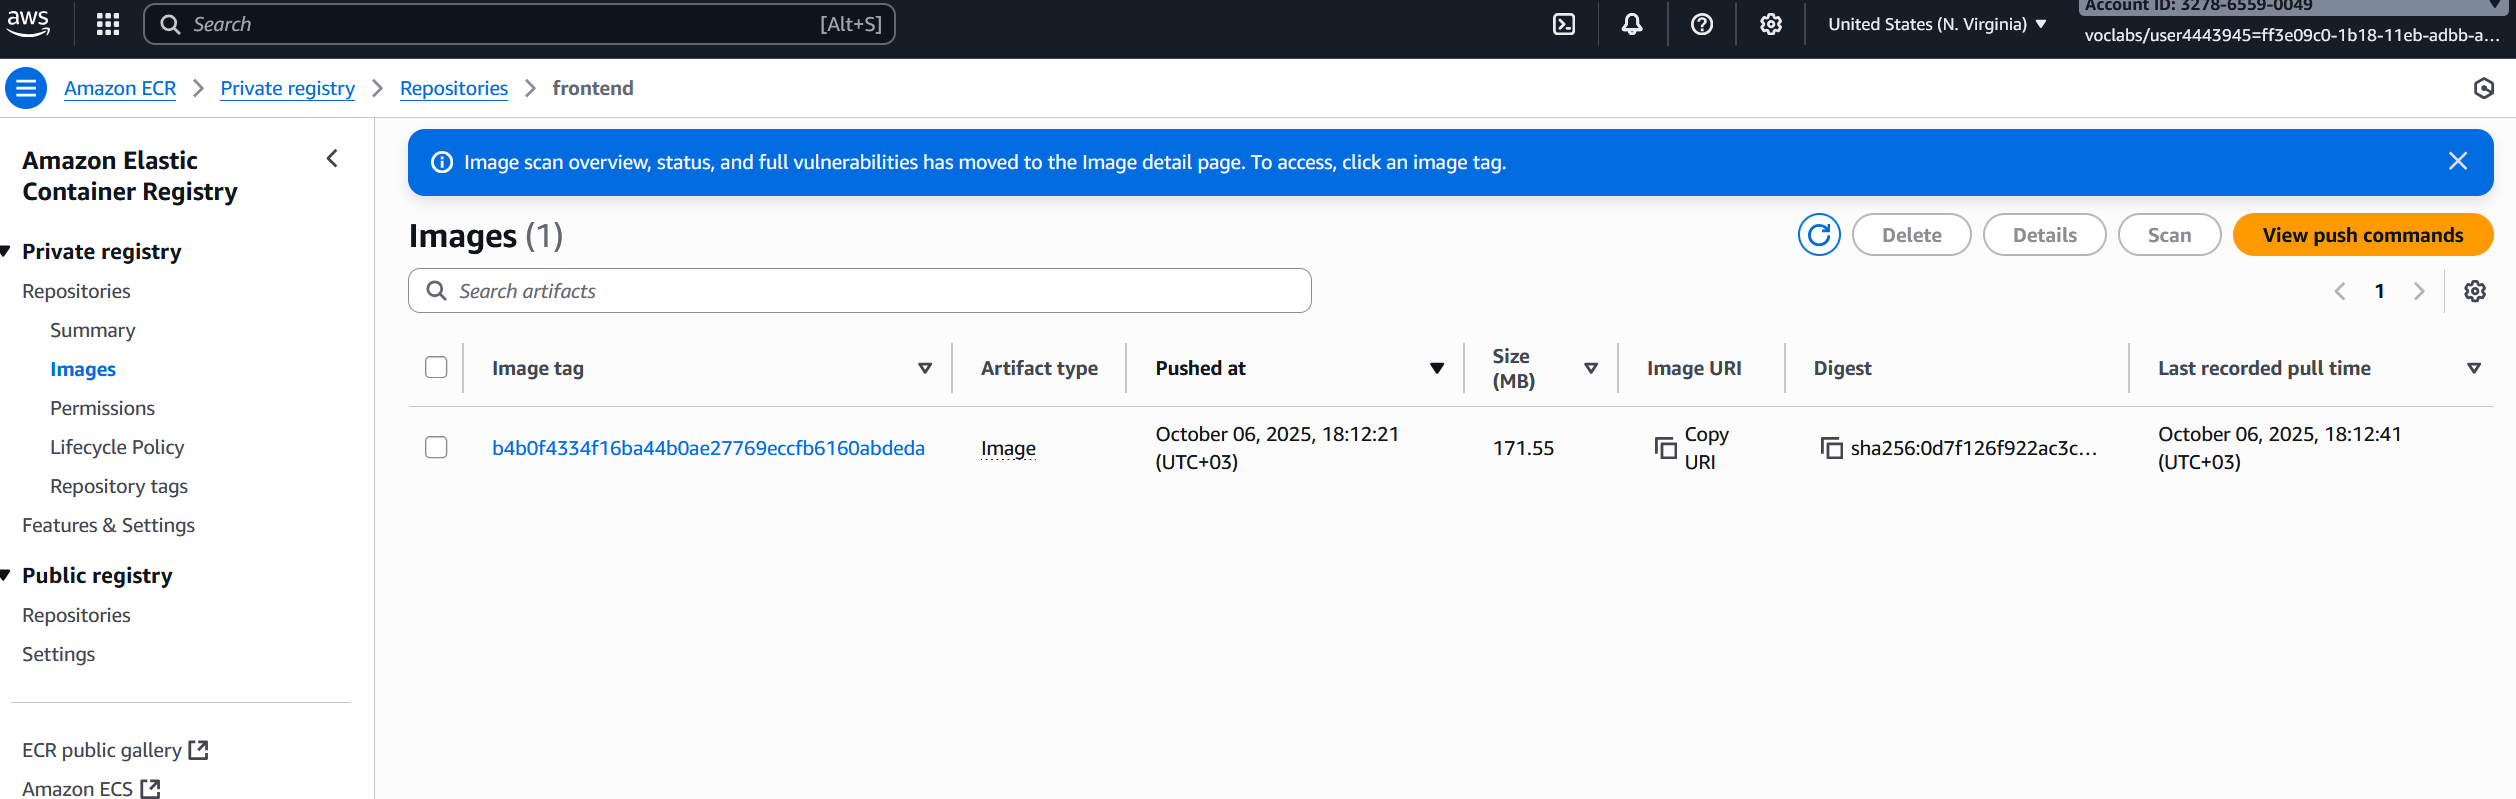 aws
Search [Alt+S]
United States (N. Virginia)
Account ID: 3278-6559-0049
voclabs/user4443945=ff3e09c0-1b18-11eb-adbb-a...
Amazon ECR
Private registry
Repositories
frontend
Amazon Elastic
Container Registry
Private registry
Repositories
Summary
Images
Permissions
Lifecycle Policy
Repository tags
Features & Settings
Public registry
Repositories
Settings
ECR public gallery
Amazon ECS
Image scan overview, status, and full vulnerabilities has moved to the Image detail page. To access, click an image tag.
Images (1)
Delete
Details
Scan
View push commands
Search artifacts
1
Image tag
Artifact type
Pushed at
Size
(MB)
Image URI
Digest
Last recorded pull time
b4b0f4334f16ba44b0ae27769eccfb6160abdeda
Image
October 06, 2025, 18:12:21
(UTC+03)
171.55
Copy
URI
sha256:0d7f126f922ac3c...
October 06, 2025, 18:12:41
(UTC+03)